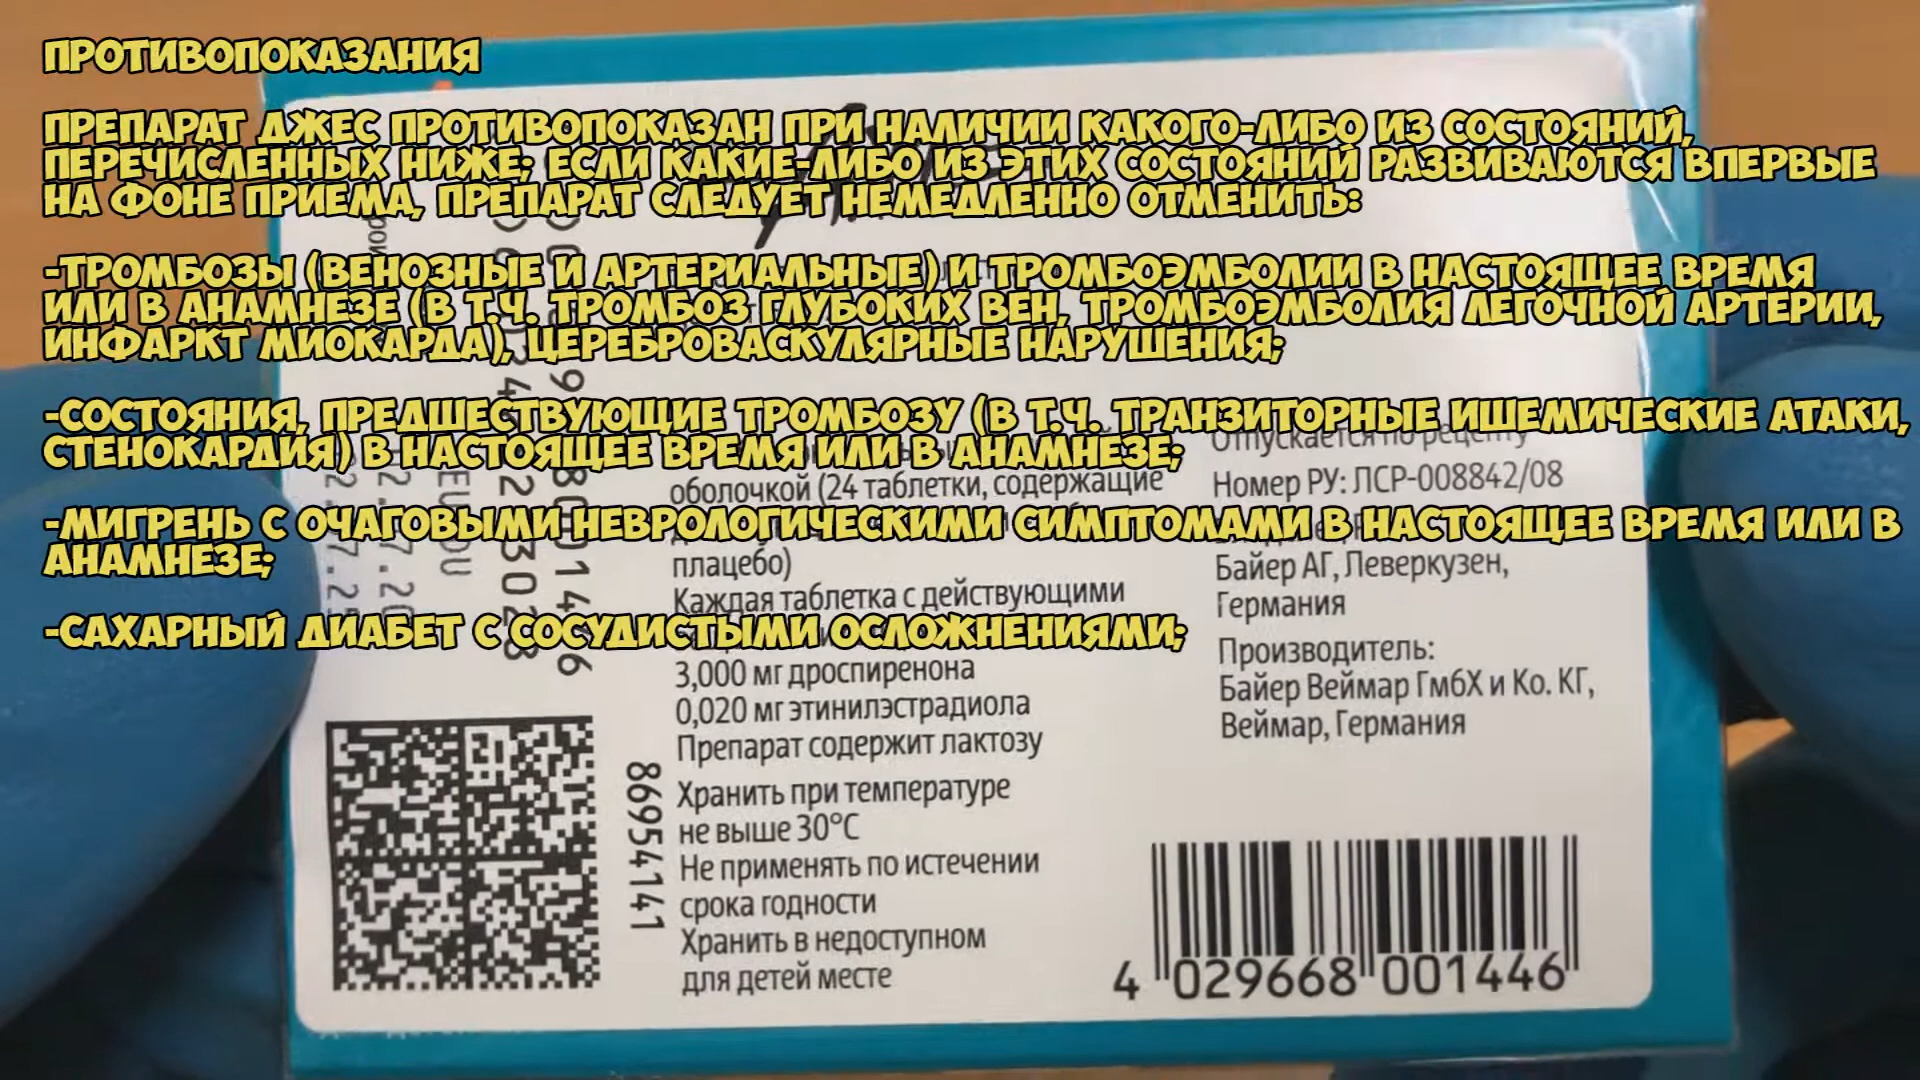 ПРОТИВОПОКАЗАНИЯ
ПРЕПАРАТ ДЖЕС ПРОТИВОПОКАЗАН ПРИ НАЛИЧИИ КАКОГО-ЛИБО ИЗ СОСТОЯНИЙ,
ПЕРЕЧИСЛЕННЫХ НИЖЕ; ЕСЛИ КАКИЕ-ЛИБО ИЗ ЭТИХ СОСТОЯНИЙ РАЗВИВАЮТСЯ ВПЕРВЫЕ
НА ФОНЕ ПРИЕМА, ПРЕПАРАТ СЛЕДУЕТ НЕМЕДЛЕННО ОТМЕНИТЬ:
-ТРОМБОЗЫ (ВЕНОЗНЫЕ И АРТЕРИАЛЬНЫЕ) И ТРОМБОЭМБОЛИИ В НАСТОЯЩЕЕ ВРЕМЯ
ИЛИ В АНАМНЕЗЕ (В Т.Ч. ТРОМБОЗ ГЛУБОКИХ ВЕН, ТРОМБОЭМБОЛИЯ ЛЕГОЧНОЙ АРТЕРИИ,
ИНФАРКТ МИОКАРДА), ЦЕРЕБРОВАСКУЛЯРНЫЕ НАРУШЕНИЯ;
-СОСТОЯНИЯ, ПРЕДШЕСТВУЮЩИЕ ТРОМБОЗУ (В Т.Ч. ТРАНЗИТОРНЫЕ ИШЕМИЧЕСКИЕ АТАКИ,
СТЕНОКАРДИЯ) В НАСТОЯЩЕЕ ВРЕМЯ ИЛИ В АНАМНЕЗЕ;
-МИГРЕНЬ С ОЧАГОВЫМИ НЕВРОЛОГИЧЕСКИМИ СИМПТОМАМИ В НАСТОЯЩЕЕ ВРЕМЯ ИЛИ В
АНАМНЕЗЕ;
-САХАРНЫЙ ДИАБЕТ С СОСУДИСТЫМИ ОСЛОЖНЕНИЯМИ;
оболочкой (24 таблетки, содержащие
плацебо)
Каждая таблетка с действующими
3,000 мг дроспиренона
0,020 мг этинилэстрадиола
Препарат содержит лактозу
Хранить при температуре
не выше 30°C
Не применять по истечении
срока годности
Хранить в недоступном
для детей месте
Отпускается по рецепту
Номер РУ: ЛСР-008842/08
Байер АГ, Леверкузен,
Германия
Производитель:
Байер Веймар ГмбХ и Ко. КГ,
Веймар, Германия
86954141
4 029668 001446